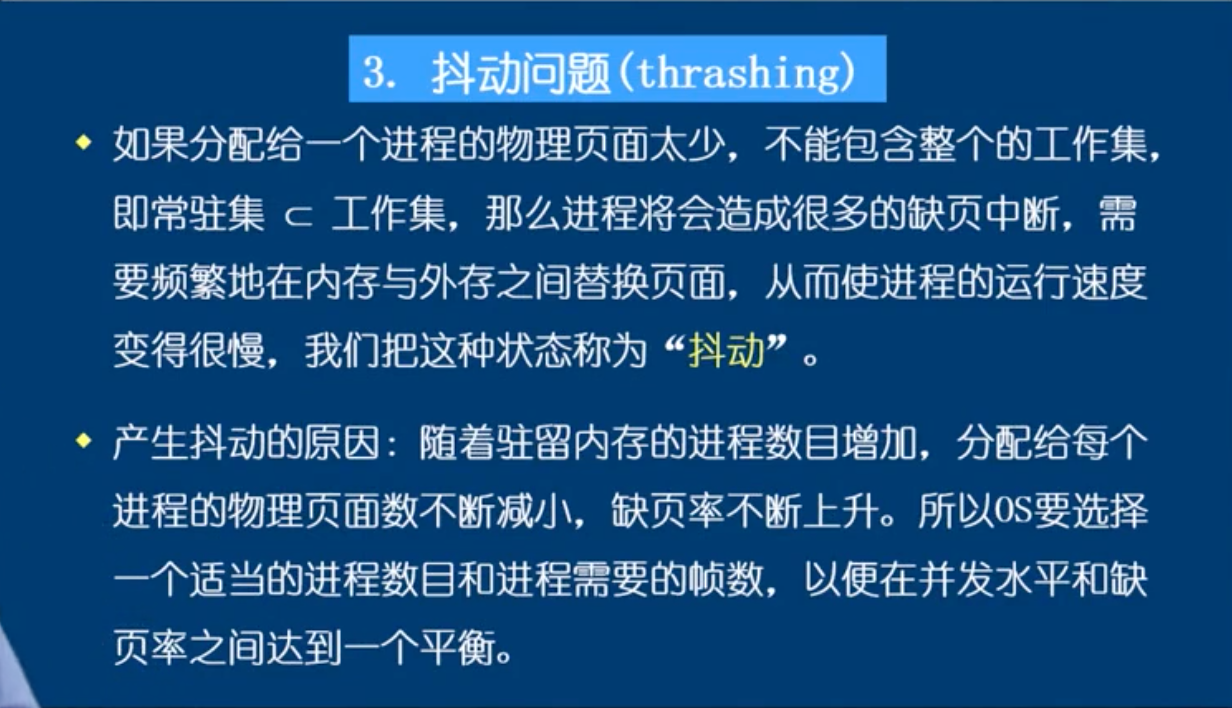 3. 抖动问题(thrashing)
如果分配给一个进程的物理页面太少，不能包含整个的工作集，
即常驻集 ⊂ 工作集，那么进程将会造成很多的缺页中断，需
要频繁地在内存与外存之间替换页面，从而使进程的运行速度
变得很慢，我们把这种状态称为“抖动”。
产生抖动的原因：随着驻留内存的进程数目增加，分配给每个
进程的物理页面数不断减小，缺页率不断上升。所以OS要选择
一个适当的进程数目和进程需要的帧数，以便在并发水平和缺
页率之间达到一个平衡。